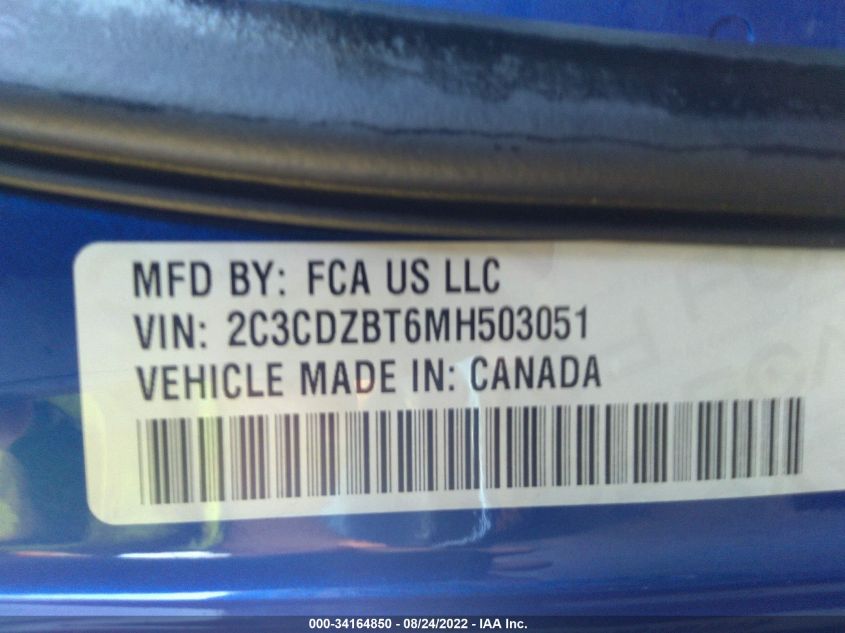 MFD BY: FCA US LLC
VIN: 2C3CDZBT6MH503051
VEHICLE MADE IN: CANADA
000-34164850 - 08/24/2022 - IAA Inc.